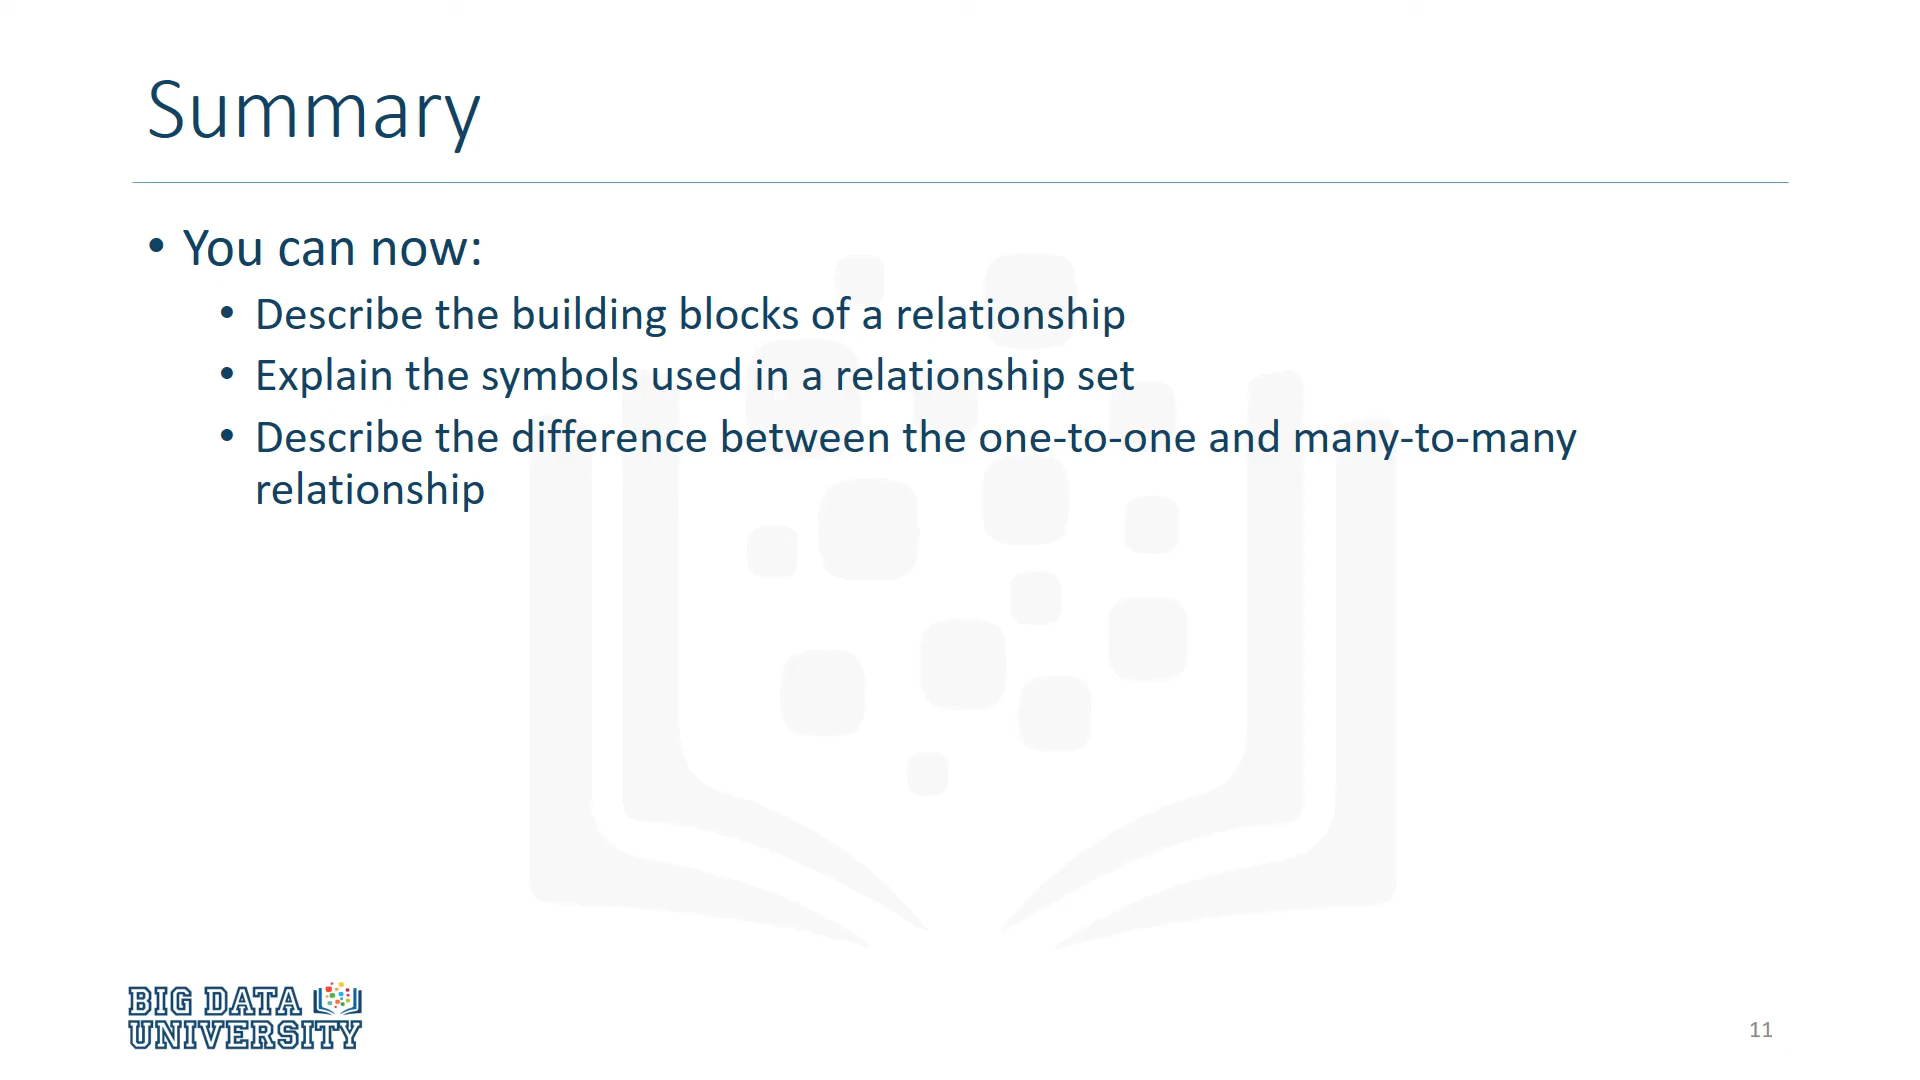 Summary
• You can now:
• Describe the building blocks of a relationship
• Explain the symbols used in a relationship set
• Describe the difference between the one-to-one and many-to-many
relationship
BIG DATA
UNIVERSITY
11